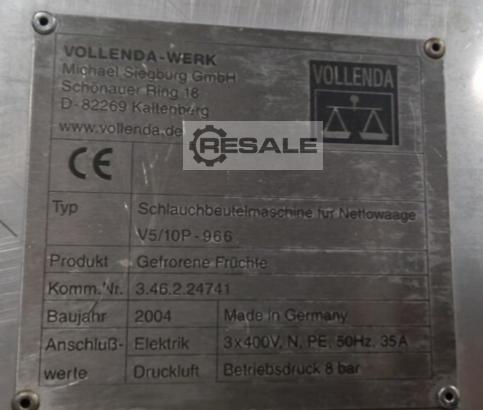 VOLLENDA-WERK
Michael Siegburg GmbH
Schönauer Ring 18
D-82269 Kaltenberg
www.vollenda.de
VOLLENDA
RESALE
CE
Typ Schlauchbeutelmaschine für Nettowaage
V5/10P-966
Produkt Gefrorene Früchte
Komm.Nr. 3.46.2.24741
Baujahr 2004 Made in Germany
Anschluß- Elektrik 3x400V, N, PE, 50Hz, 35A
werte Druckluft Betriebsdruck 8 bar